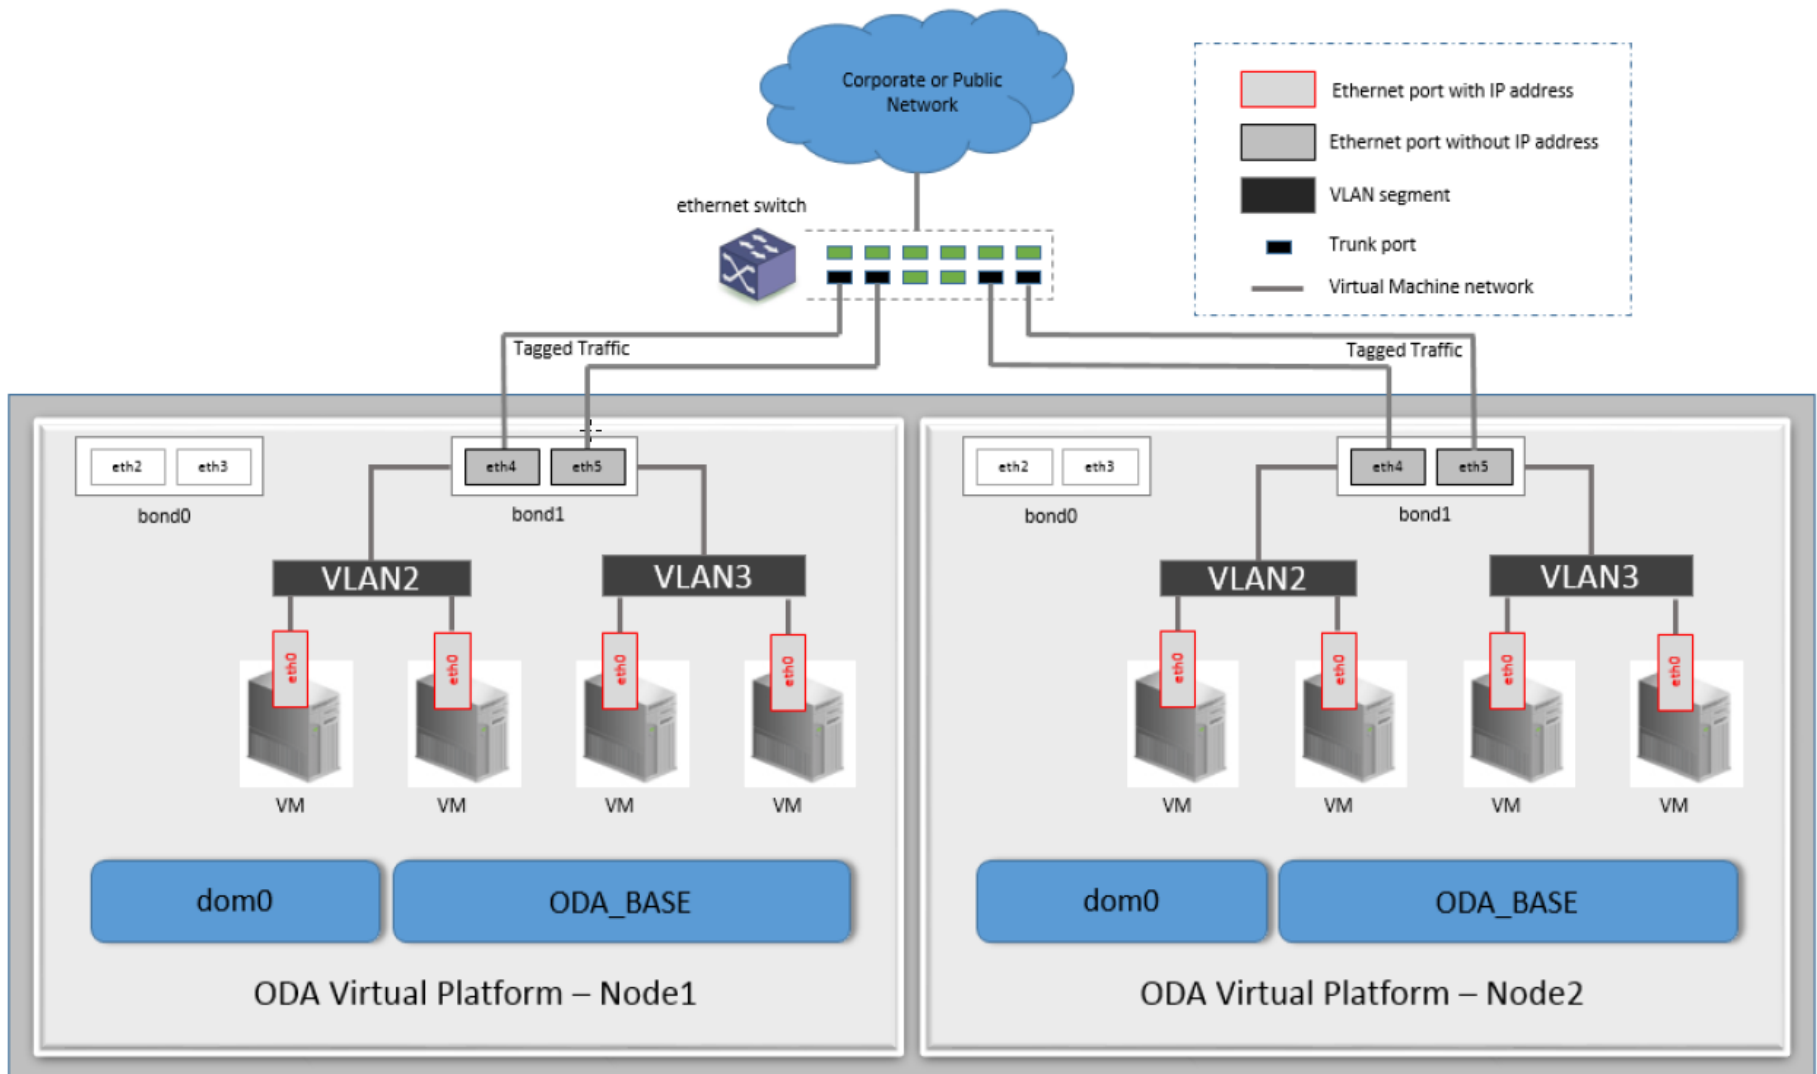 Corporate or Public
Network
Ethernet port with IP address
Ethernet port without IP address
VLAN segment
Trunk port
Virtual Machine network
ethernet switch
Tagged Traffic
Tagged Traffic
eth2
eth3
bond0
eth4
eth5
bond1
VLAN2
VLAN3
eth0
eth0
eth0
eth0
VM
VM
VM
VM
dom0
ODA_BASE
ODA Virtual Platform – Node1
eth2
eth3
bond0
eth4
eth5
bond1
VLAN2
VLAN3
eth0
eth0
eth0
eth0
VM
VM
VM
VM
dom0
ODA_BASE
ODA Virtual Platform – Node2